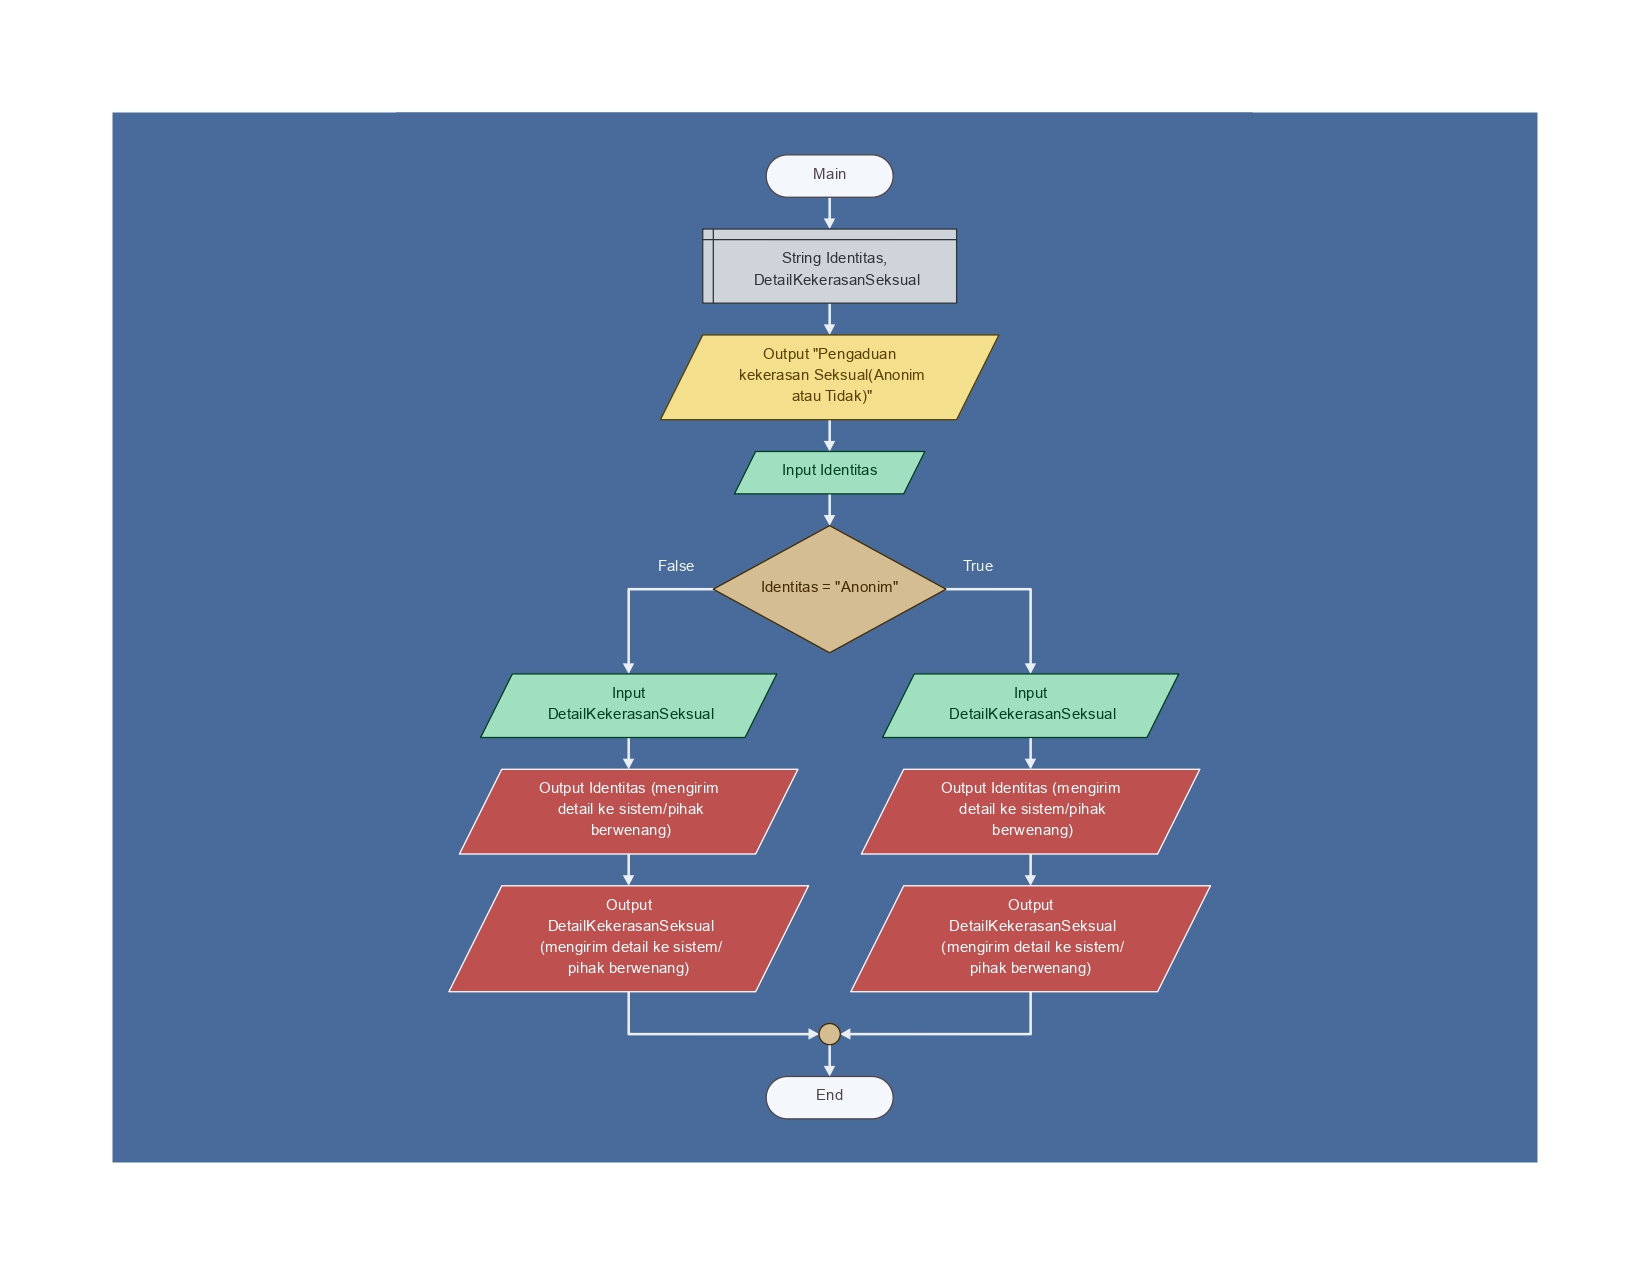 Main
String Identitas,
DetailKekerasanSeksual
Output "Pengaduan
kekerasan Seksual(Anonim
atau Tidak)"
Input Identitas
Identitas = "Anonim"
False
True
Input
DetailKekerasanSeksual
Output Identitas (mengirim
detail ke sistem/pihak
berwenang)
Output
DetailKekerasanSeksual
(mengirim detail ke sistem/
pihak berwenang)
Input
DetailKekerasanSeksual
Output Identitas (mengirim
detail ke sistem/pihak
berwenang)
Output
DetailKekerasanSeksual
(mengirim detail ke sistem/
pihak berwenang)
End